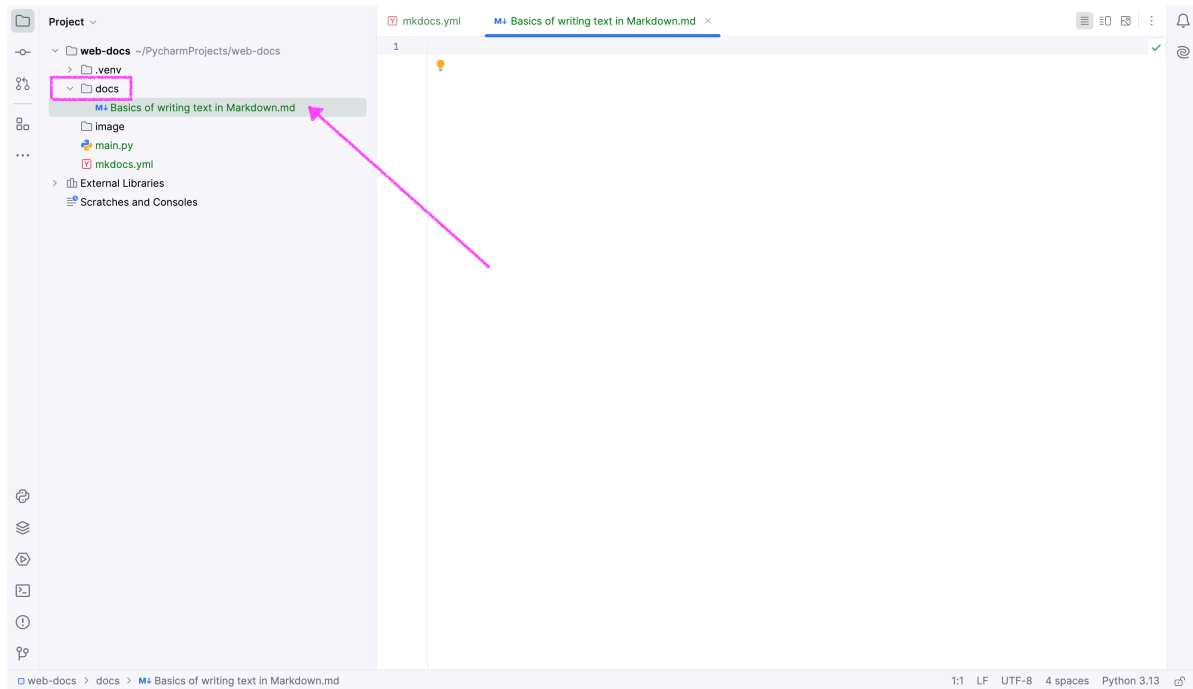 Project
mkdocs.yml
M↓ Basics of writing text in Markdown.md
web-docs ~/PycharmProjects/web-docs
1
.venv
docs
M↓ Basics of writing text in Markdown.md
image
main.py
Y mkdocs.yml
External Libraries
Scratches and Consoles
web-docs > docs > M↓ Basics of writing text in Markdown.md
1:1 LF UTF-8 4 spaces Python 3.13